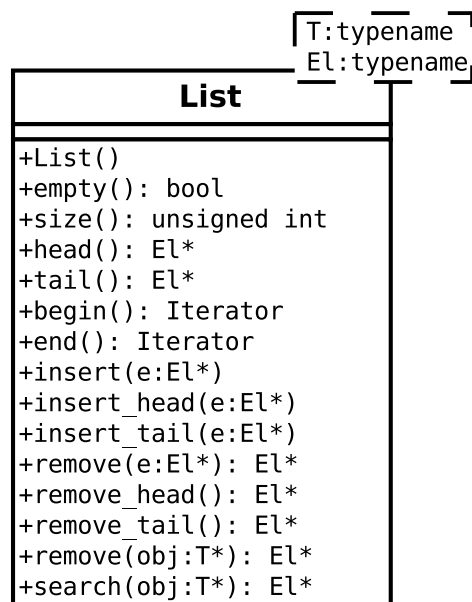 T:typename
El:typename
List
+List()
+empty(): bool
+size(): unsigned int
+head(): El*
+tail(): El*
+begin(): Iterator
+end(): Iterator
+insert(e:El*)
+insert_head(e:El*)
+insert_tail(e:El*)
+remove(e:El*): El*
+remove_head(): El*
+remove_tail(): El*
+remove(obj:T*): El*
+search(obj:T*): El*